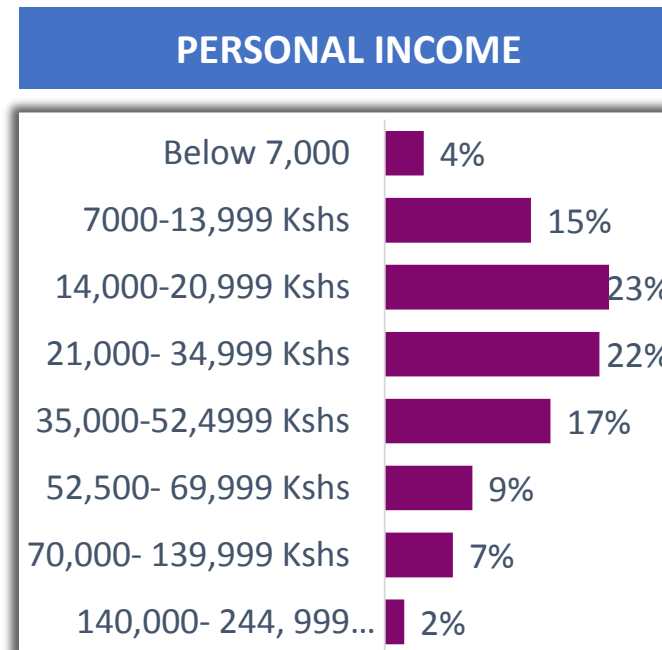 PERSONAL INCOME
Below 7,000 4%
7000-13,999 Kshs 15%
14,000-20,999 Kshs 23%
21,000- 34,999 Kshs 22%
35,000-52,4999 Kshs 17%
52,500- 69,999 Kshs 9%
70,000- 139,999 Kshs 7%
140,000- 244, 999... 2%